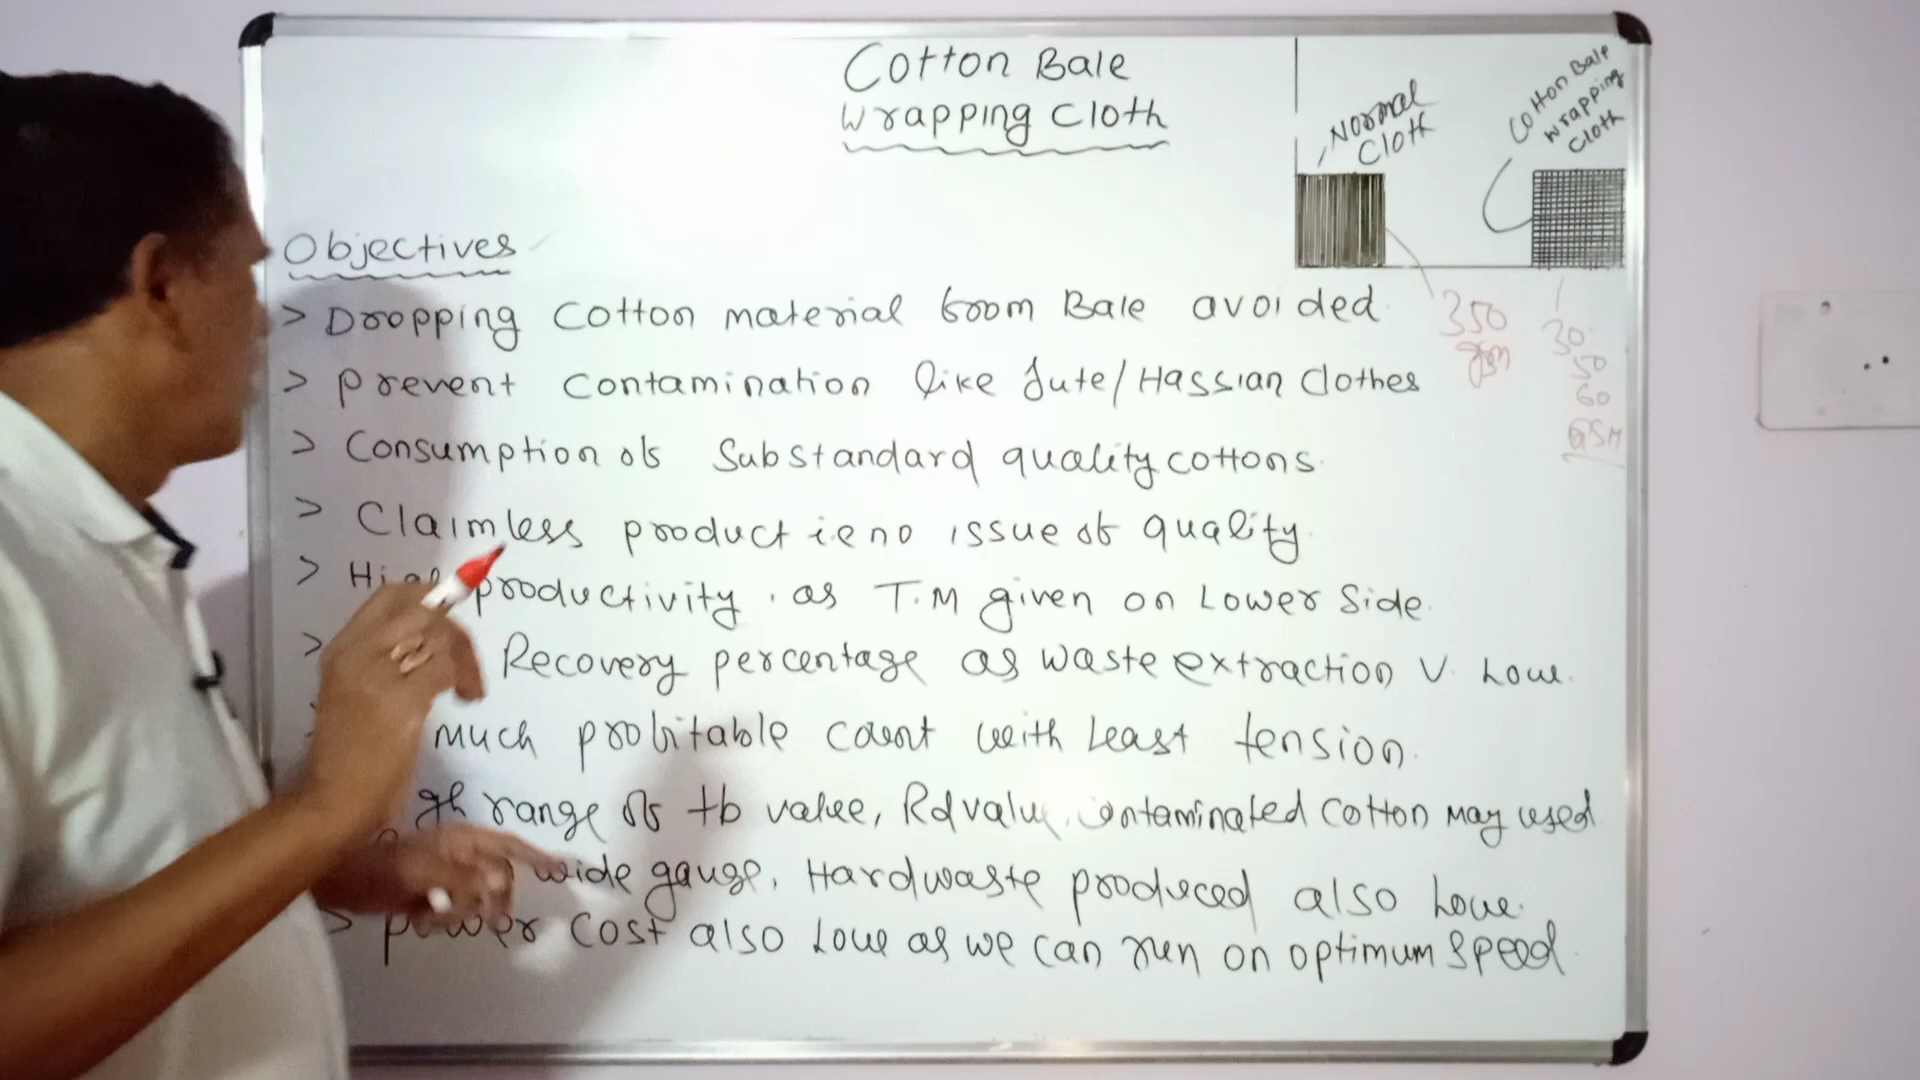 Cotton Bale
Wrapping Cloth
Normal
Cloth
Cotton Bale
Wrapping
Cloth
350
gsm
30
50
60
GSM
Objectives
> Dropping Cotton material from Bale avoided.
> Prevent Contamination like Jute/Hassian Clothes
> Consumption of Substandard quality cottons.
> Claimless product i.e no issue of quality.
> High productivity. as T.M given on Lower Side.
> Recovery percentage as waste extraction V. Low.
much profitable count with Least tension.
range of +b value, Rd value, Contaminated Cotton may used
wide gauge, Hardwaste produced also Low.
> Power Cost also Low as we can run on optimum speed.